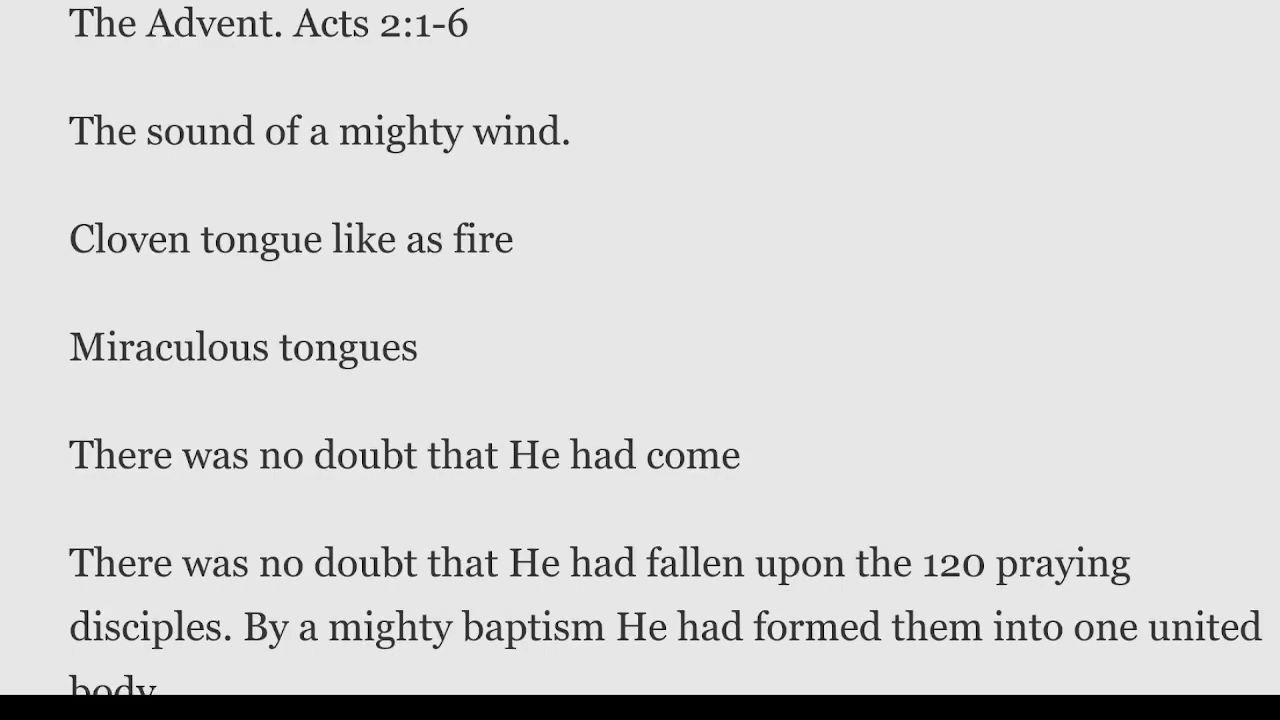 The Advent. Acts 2:1-6
The sound of a mighty wind.
Cloven tongue like as fire
Miraculous tongues
There was no doubt that He had come
There was no doubt that He had fallen upon the 120 praying
disciples. By a mighty baptism He had formed them into one united
body